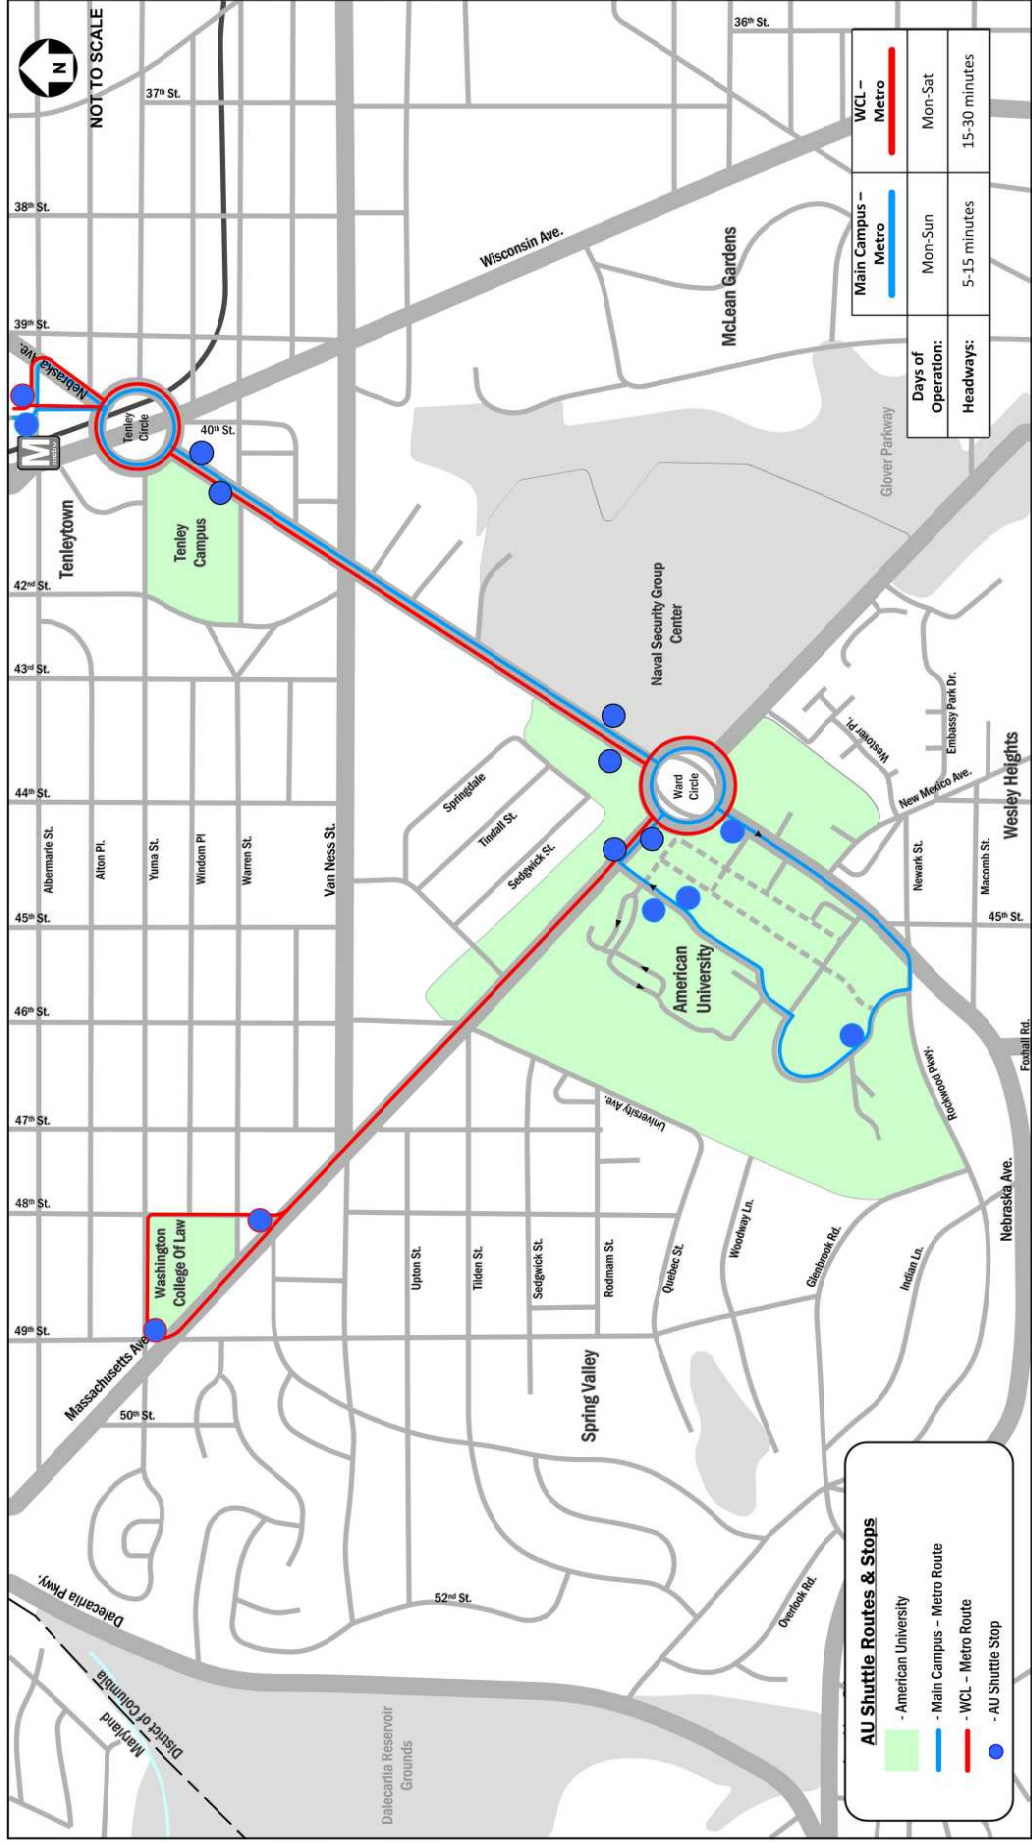 N
NOT TO SCALE
36th St.
37th St.
38th St.
39th St.
Nebraska Ave.
M
metro
Tenley
Circle
40th St.
Wisconsin Ave.
McLean Gardens
Glover Parkway
WCL –
Metro
Main Campus –
Metro
Days of
Operation:
Mon-Sun
Mon-Sat
Headways:
5-15 minutes
15-30 minutes
Tenleytown
Tenley
Campus
42nd St.
43rd St.
44th St.
45th St.
46th St.
47th St.
48th St.
49th St.
50th St.
52nd St.
Albermarle St.
Alton Pl.
Yuma St.
Windom Pl
Warren St.
Van Ness St.
Springdale
Tindall St.
Sedgwick St.
Naval Security Group
Center
Ward
Circle
Westover Pl.
Embassy Park Dr.
New Mexico Ave.
Wesley Heights
Newark St.
Macomb St.
45th St.
American
University
Foxhall Rd.
Rockwood Pkwy.
University Ave.
Nebraska Ave.
Washington
College Of Law
Massachusetts Ave
Upton St.
Tilden St.
Sedgwick St.
Rodmam St.
Quebec St.
Woodway Ln.
Glenbrook Rd.
Indian Ln.
Spring Valley
Overlook Rd.
Dalecarlia Pkwy.
District of Columbia
Maryland
Dalecarlia Reservoir
Grounds
AU Shuttle Routes & Stops
- American University
- Main Campus – Metro Route
- WCL – Metro Route
- AU Shuttle Stop